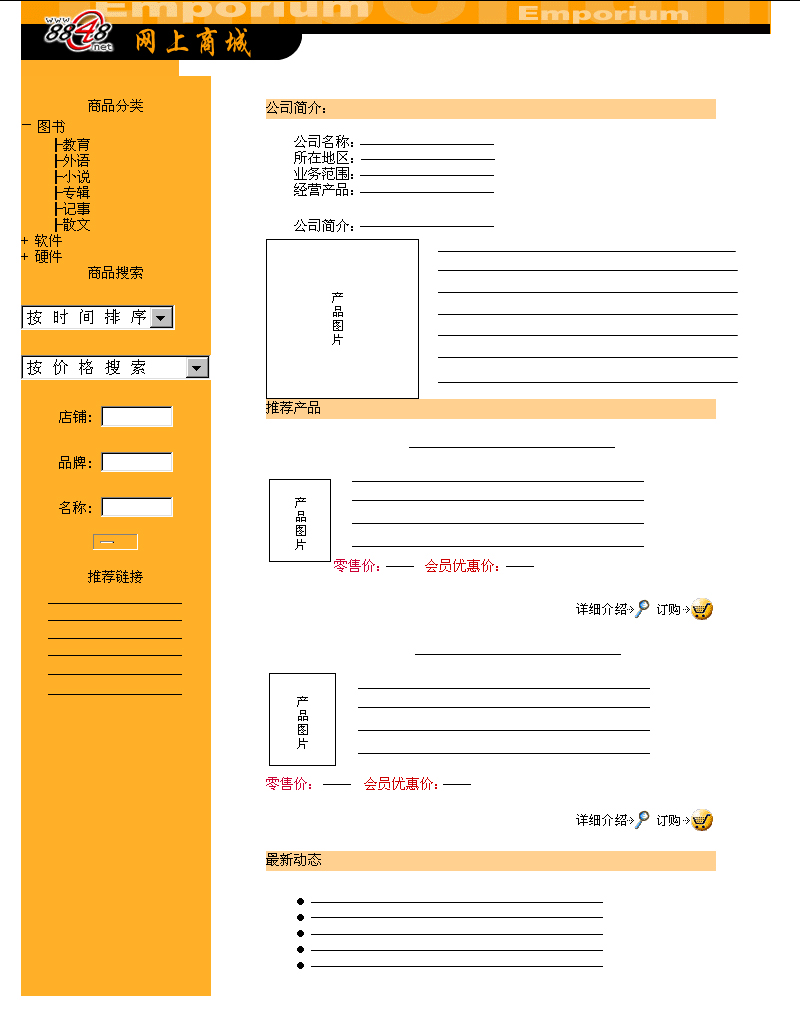 Emporium
Emporium
www.8848.net 网上商城
商品分类
一 图书
├教育
├外语
├小说
├专辑
├记事
├散文
+ 软件
+ 硬件
商品搜索
按时间排序
按价格搜索
店铺：
品牌：
名称：
推荐链接
公司简介：
公司名称：
所在地区：
业务范围：
经营产品：
公司简介：
产品图片
推荐产品
产品图片
零售价： 会员优惠价：
详细介绍 订购
产品图片
零售价： 会员优惠价：
详细介绍 订购
最新动态